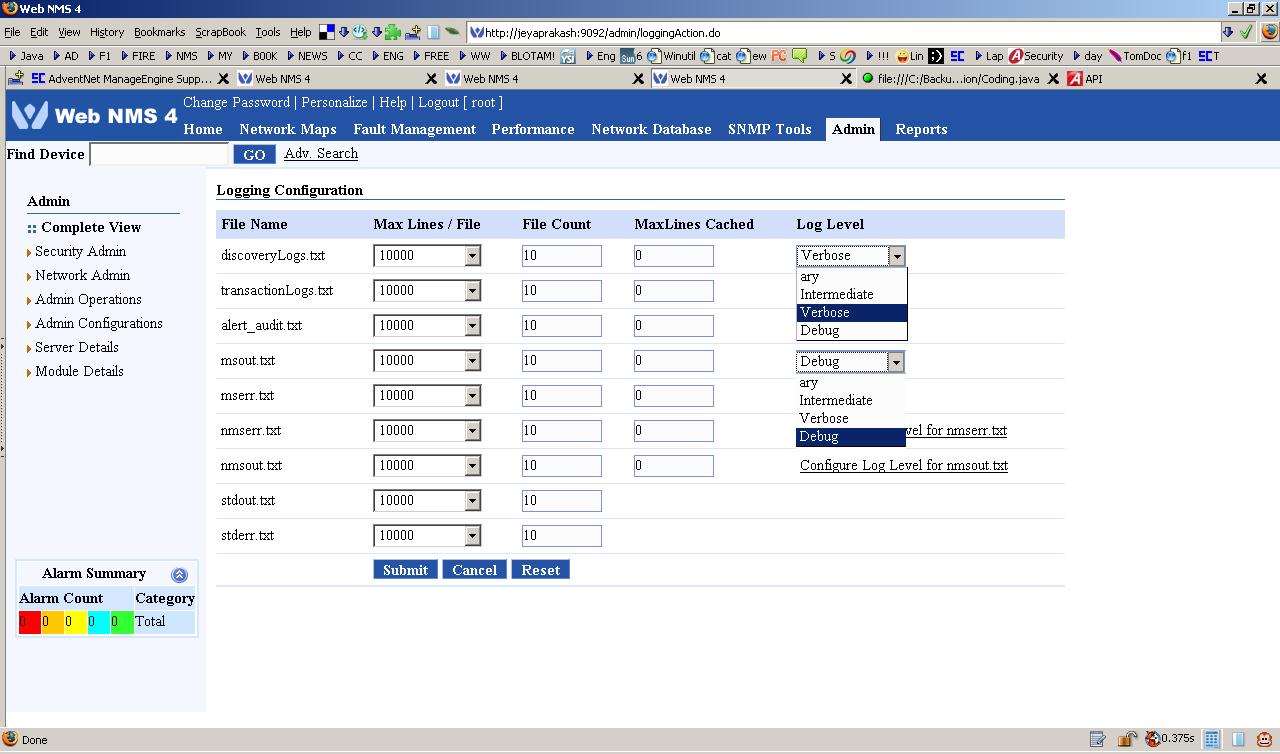 Web NMS 4
File Edit View History Bookmarks ScrapBook Tools Help http://jeyaprakash:9092/admin/loggingAction.do
Java AD F1 FIRE NMS MY B00K NEWS CC ENG FREE WW BLOTAM! Eng Sun 6 Winutil cat ew PC S !!! Lin EC Lap Security day TomDoc f1 ECT
EC AdventNet ManageEngine Supp... Web NMS 4 Web NMS 4 Web NMS 4 file:///C:/Backu...ion/Coding.java API
Change Password | Personalize | Help | Logout [ root ]
Web NMS 4
Home Network Maps Fault Management Performance Network Database SNMP Tools Admin Reports
Find Device GO Adv. Search
Logging Configuration
Admin
Complete View
Security Admin
Network Admin
Admin Operations
Admin Configurations
Server Details
Module Details
File Name Max Lines / File File Count MaxLines Cached Log Level
discoveryLogs.txt 10000 10 0 Verbose
ary
Intermediate
Verbose
Debug
transactionLogs.txt 10000 10 0
alert_audit.txt 10000 10 0
msout.txt 10000 10 0 Debug
ary
Intermediate
Verbose
Debug
mserr.txt 10000 10 0
nmserr.txt 10000 10 0 vel for nmserr.txt
nmsout.txt 10000 10 0 Configure Log Level for nmsout.txt
stdout.txt 10000 10
stderr.txt 10000 10
Submit Cancel Reset
Alarm Summary
Alarm Count Category
0 0 0 0 0 Total
Done 0.375s